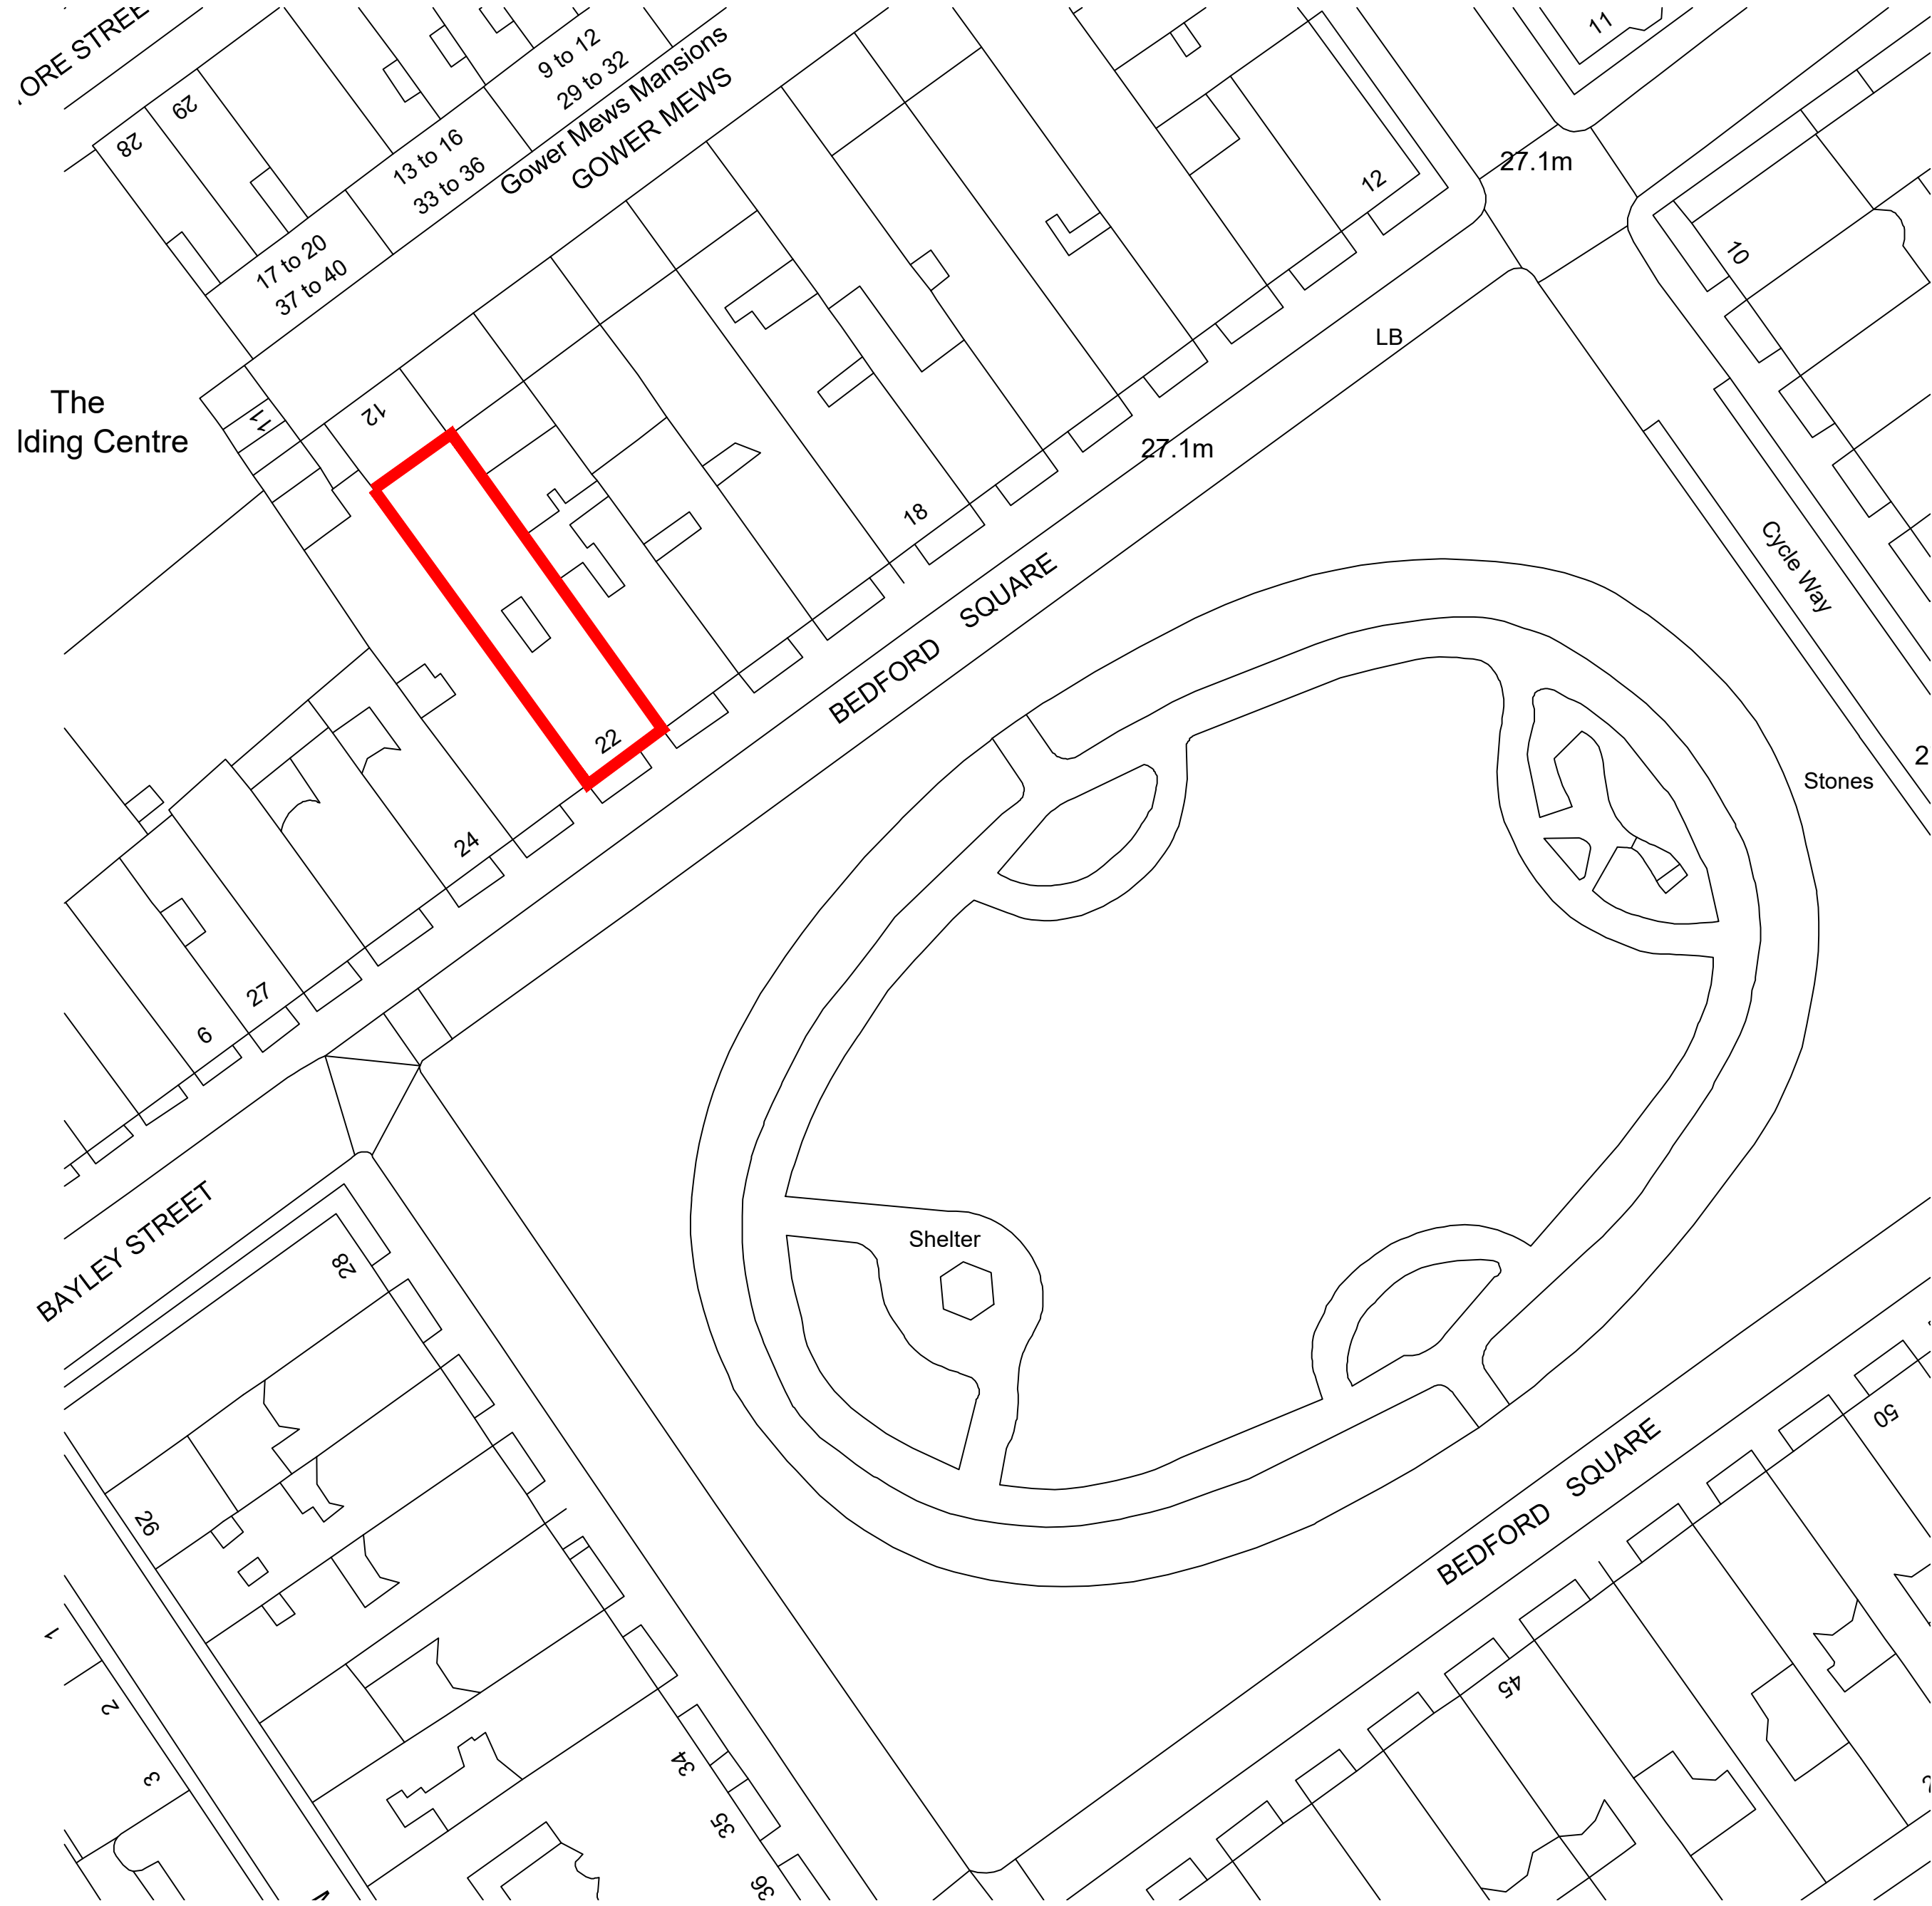 ORE STREE
29
28
9 to 12
29 to 32
Gower Mews Mansions
GOWER MEWS
13 to 16
33 to 36
17 to 20
37 to 40
11
12
27.1m
10
LB
The
lding Centre
11
12
27.1m
18
BEDFORD SQUARE
Cycle Way
22
24
27
6
Stones
2
BAYLEY STREET
28
Shelter
26
1
2
3
34
35
36
BEDFORD SQUARE
50
45